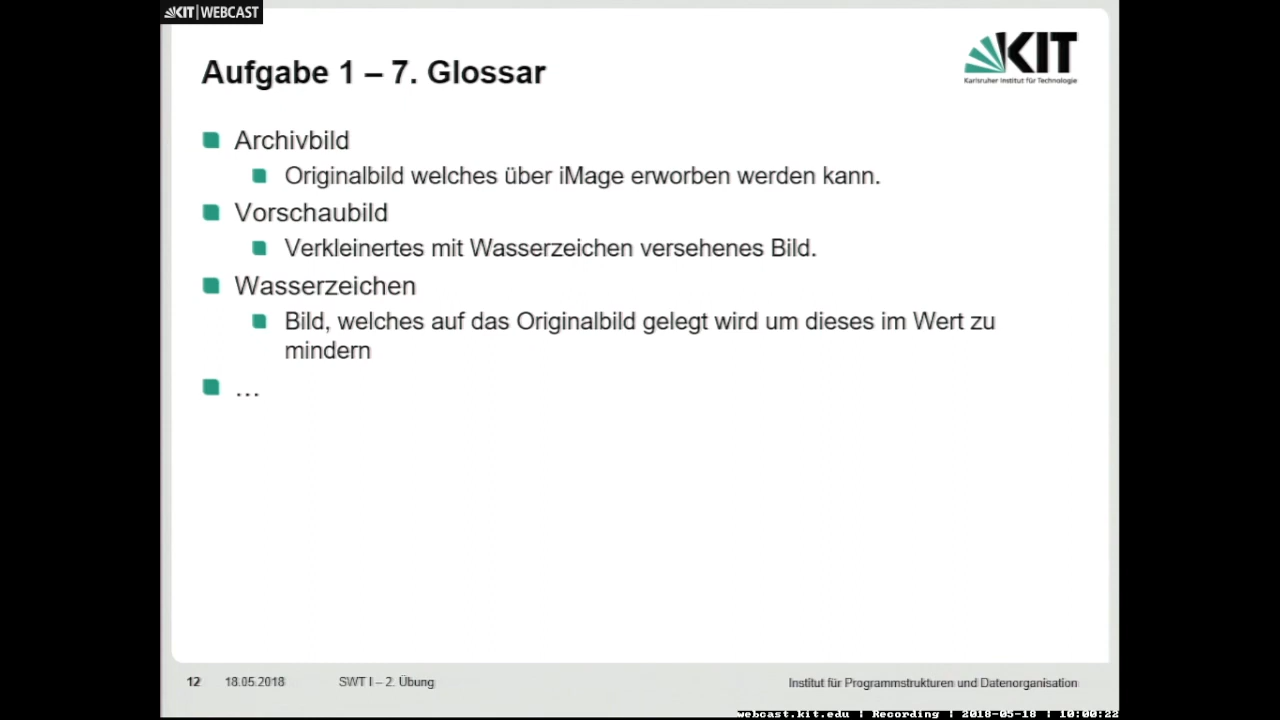 KIT | WEBCAST
Aufgabe 1 – 7. Glossar
KIT
Karlsruher Institut für Technologie
Archivbild
Originalbild welches über iMage erworben werden kann.
Vorschaubild
Verkleinertes mit Wasserzeichen versehenes Bild.
Wasserzeichen
Bild, welches auf das Originalbild gelegt wird um dieses im Wert zu
mindern
…
12 18.05.2018 SWT I – 2. Übung Institut für Programmstrukturen und Datenorganisation
webcast.kit.edu | Recording | 2018-05-18 | 10:00:22